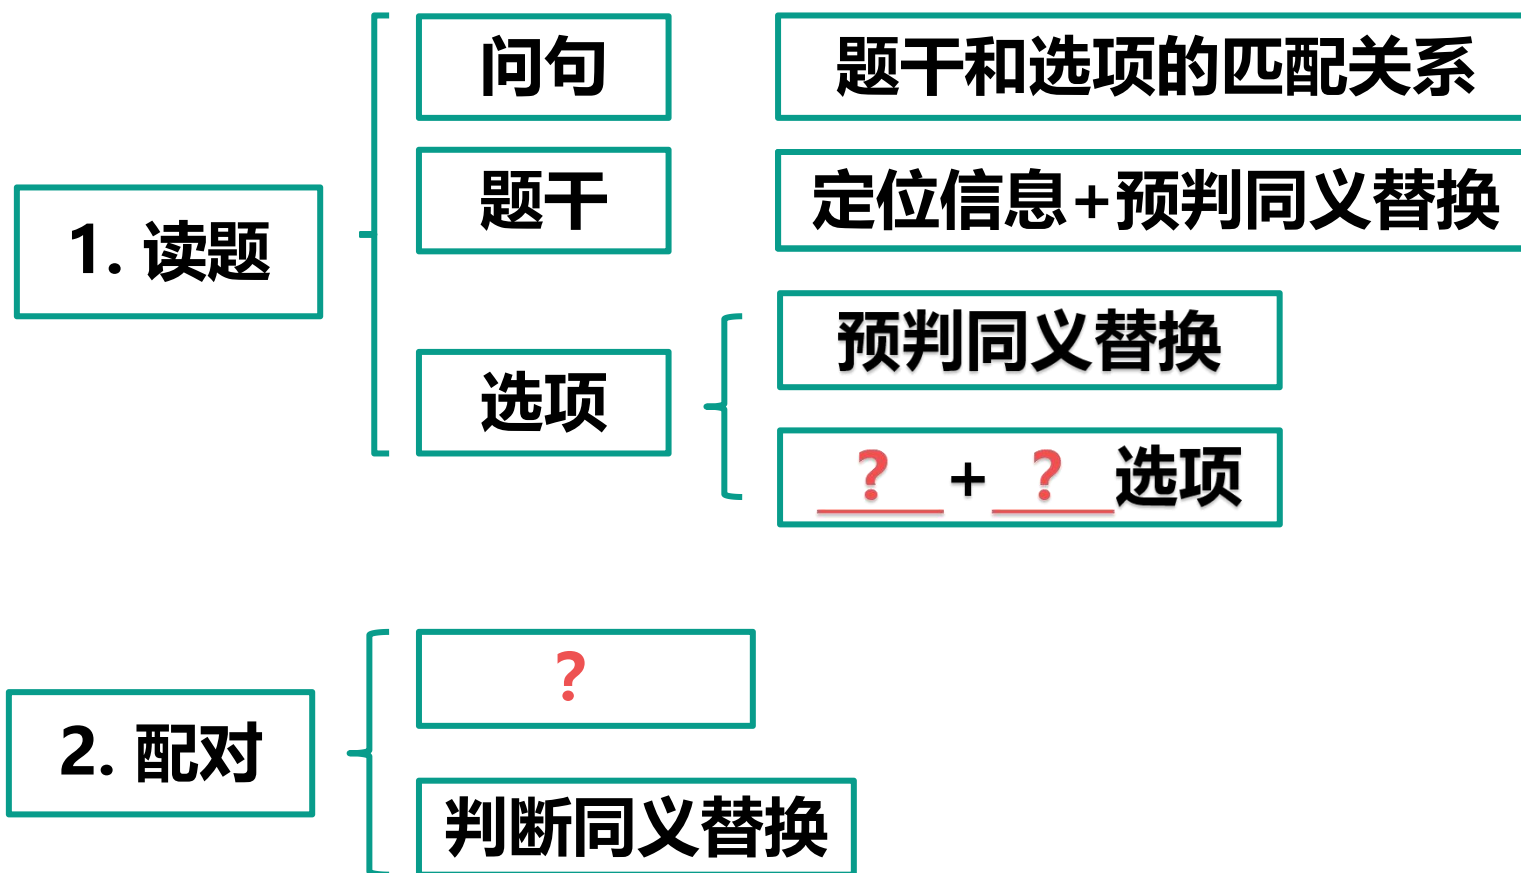 问句
题干和选项的匹配关系
题干
定位信息+预判同义替换
1. 读题
预判同义替换
选项
？+？选项
？
2. 配对
判断同义替换